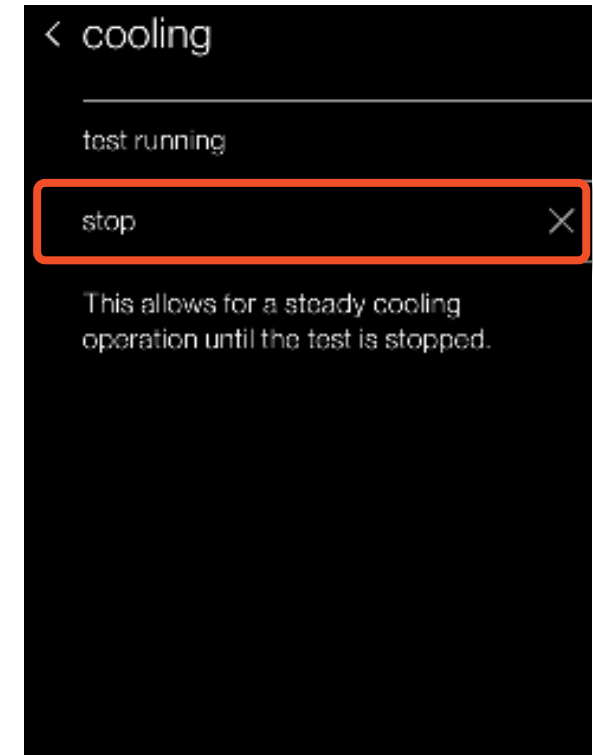 cooling
test running
stop
This allows for a steady cooling
operation until the test is stopped.